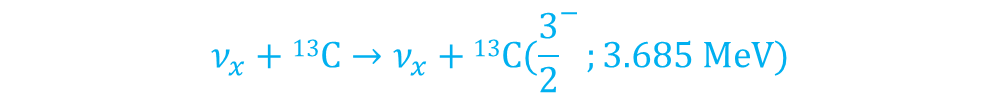 νₓ + ¹³C → νₓ + ¹³C(3/2⁻ ; 3.685 MeV)